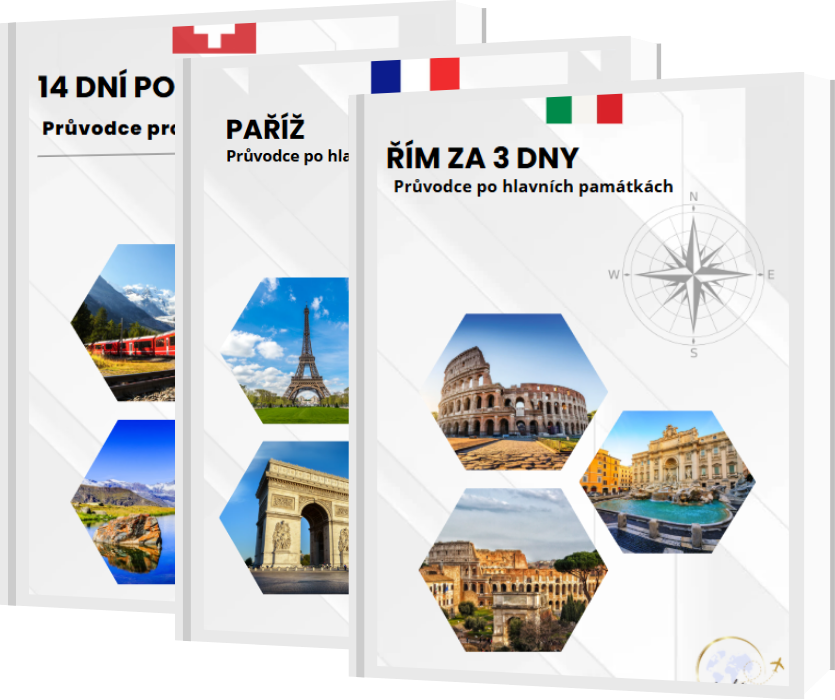 14 DNÍ PO
Průvodce pro
PAŘÍŽ
Průvodce po hla
ŘÍM ZA 3 DNY
Průvodce po hlavních památkách
N
W
E
S